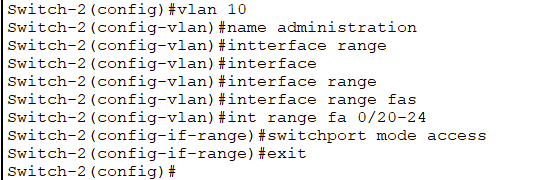 Switch-2(config)#vlan 10
Switch-2(config-vlan)#name administration
Switch-2(config-vlan)#intterface range
Switch-2(config-vlan)#interface
Switch-2(config-vlan)#interface range
Switch-2(config-vlan)#interface range fas
Switch-2(config-vlan)#int range fa 0/20-24
Switch-2(config-if-range)#switchport mode access
Switch-2(config-if-range)#exit
Switch-2(config)#